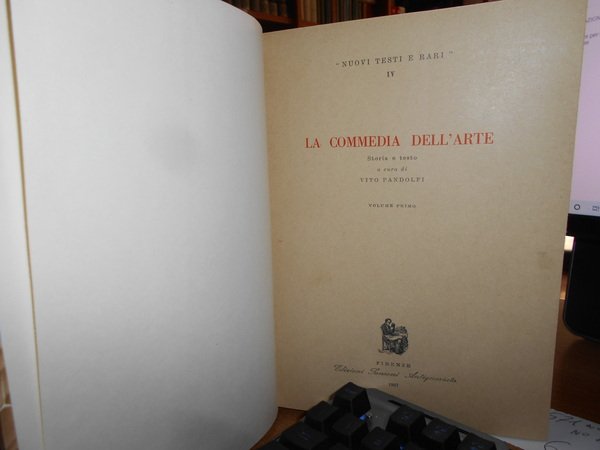 "NUOVI TESTI E RARI"
IV
LA COMMEDIA DELL'ARTE
Storia e testo
a cura di
VITO PANDOLFI
VOLUME PRIMO
FIRENZE
Edizioni Sansoni Antiquariato
1957